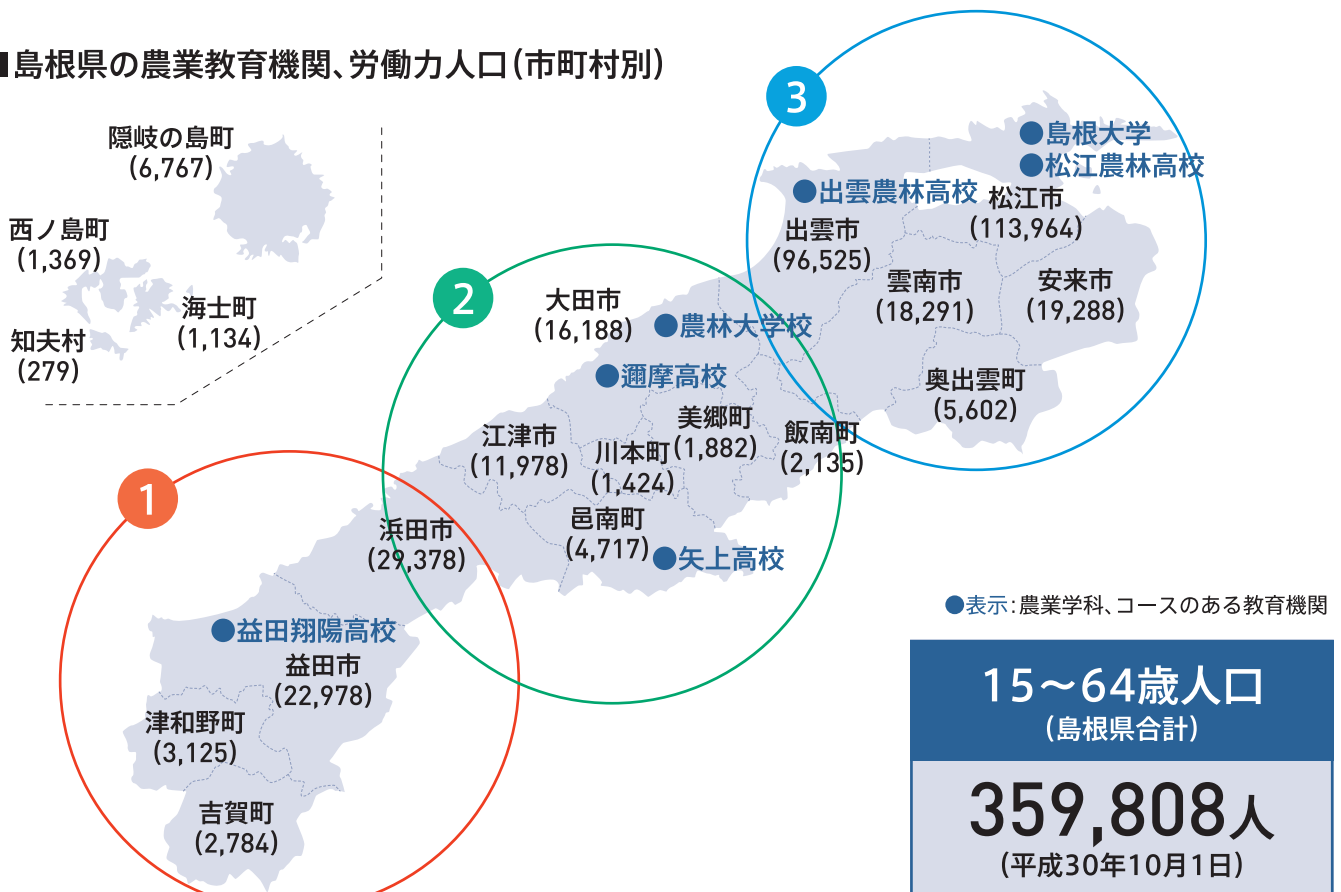 ■島根県の農業教育機関、労働力人口(市町村別)
隠岐の島町
(6,767)
西ノ島町
(1,369)
海士町
(1,134)
知夫村
(279)
3
●島根大学
●松江農林高校
●出雲農林高校
松江市
(113,964)
出雲市
(96,525)
雲南市
(18,291)
安来市
(19,288)
奥出雲町
(5,602)
2
大田市
(16,188)
●農林大学校
●邇摩高校
美郷町
(1,882)
飯南町
(2,135)
江津市
(11,978)
川本町
(1,424)
邑南町
(4,717)
●矢上高校
1
浜田市
(29,378)
●益田翔陽高校
益田市
(22,978)
津和野町
(3,125)
吉賀町
(2,784)
●表示:農業学科、コースのある教育機関
15〜64歳人口
(島根県合計)
359,808人
(平成30年10月1日)